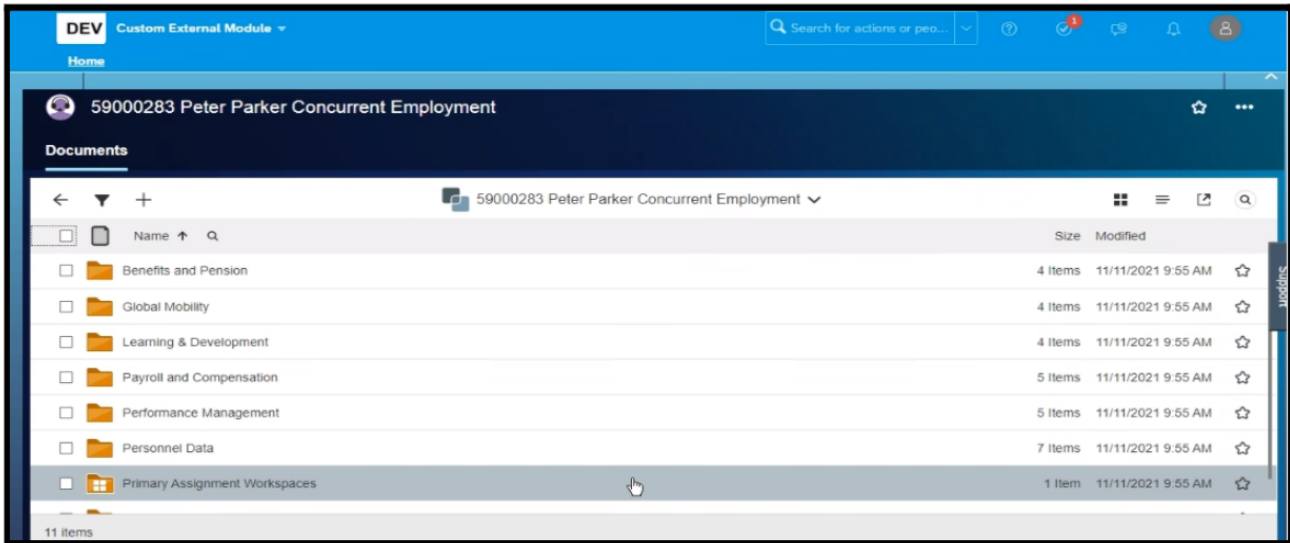 DEV Custom External Module Search for actions or peo... 1
Home
59000283 Peter Parker Concurrent Employment
Documents
59000283 Peter Parker Concurrent Employment
Name Size Modified
Benefits and Pension 4 Items 11/11/2021 9:55 AM
Global Mobility 4 Items 11/11/2021 9:55 AM
Learning & Development 4 Items 11/11/2021 9:55 AM
Payroll and Compensation 5 Items 11/11/2021 9:55 AM
Performance Management 5 Items 11/11/2021 9:55 AM
Personnel Data 7 Items 11/11/2021 9:55 AM
Primary Assignment Workspaces 1 Item 11/11/2021 9:55 AM
11 items
Support